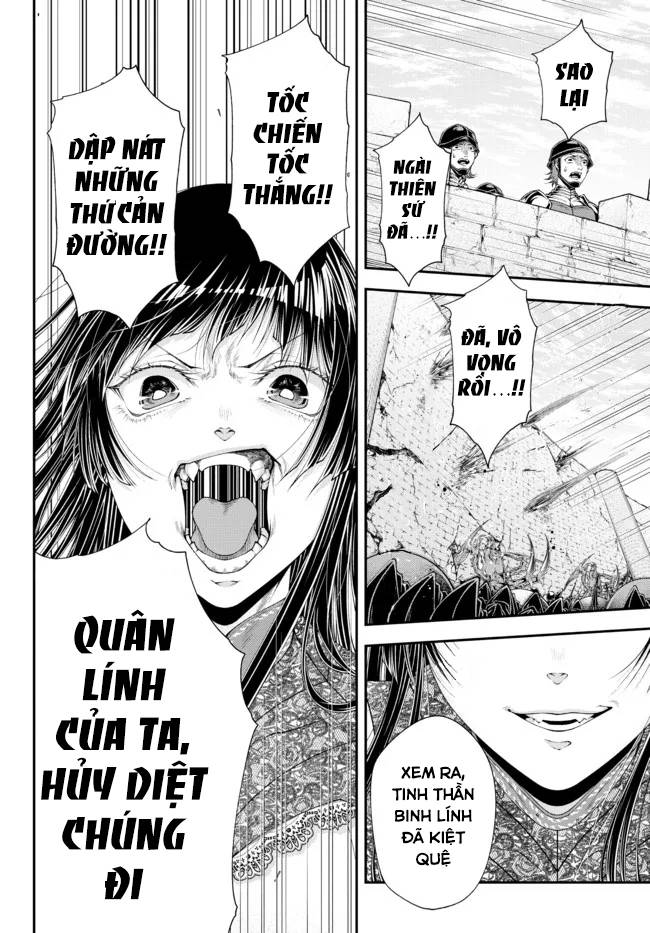 SAO
LẠI
NGÀI
THIÊN
SỨ
ĐÃ...!!
ĐÃ, VÔ
VỌNG
RỒI...!!
XEM RA,
TINH THẦN
BINH LÍNH
ĐÃ KIỆT
QUỆ
TỐC
CHIẾN
TỐC
THẮNG!!
DẬP NÁT
NHỮNG
THỨ CẢN
ĐƯỜNG!!
QUÂN
LÍNH
CỦA TA,
HỦY DIỆT
CHÚNG
ĐI